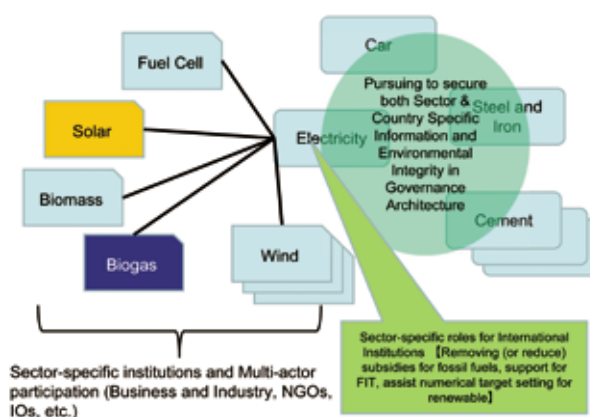 Car
Fuel Cell
Pursuing to secure
both Sector &
Country Specific
Information and
Environmental
Integrity in
Governance
Architecture
Steel and
Iron
Solar
Electricity
Biomass
Cement
Biogas
Wind
Sector-specific institutions and Multi-actor
participation (Business and Industry, NGOs,
IOs, etc.)
Sector-specific roles for International
Institutions 【Removing (or reduce)
subsidies for fossil fuels, support for
FIT, assist numerical target setting for
renewable】